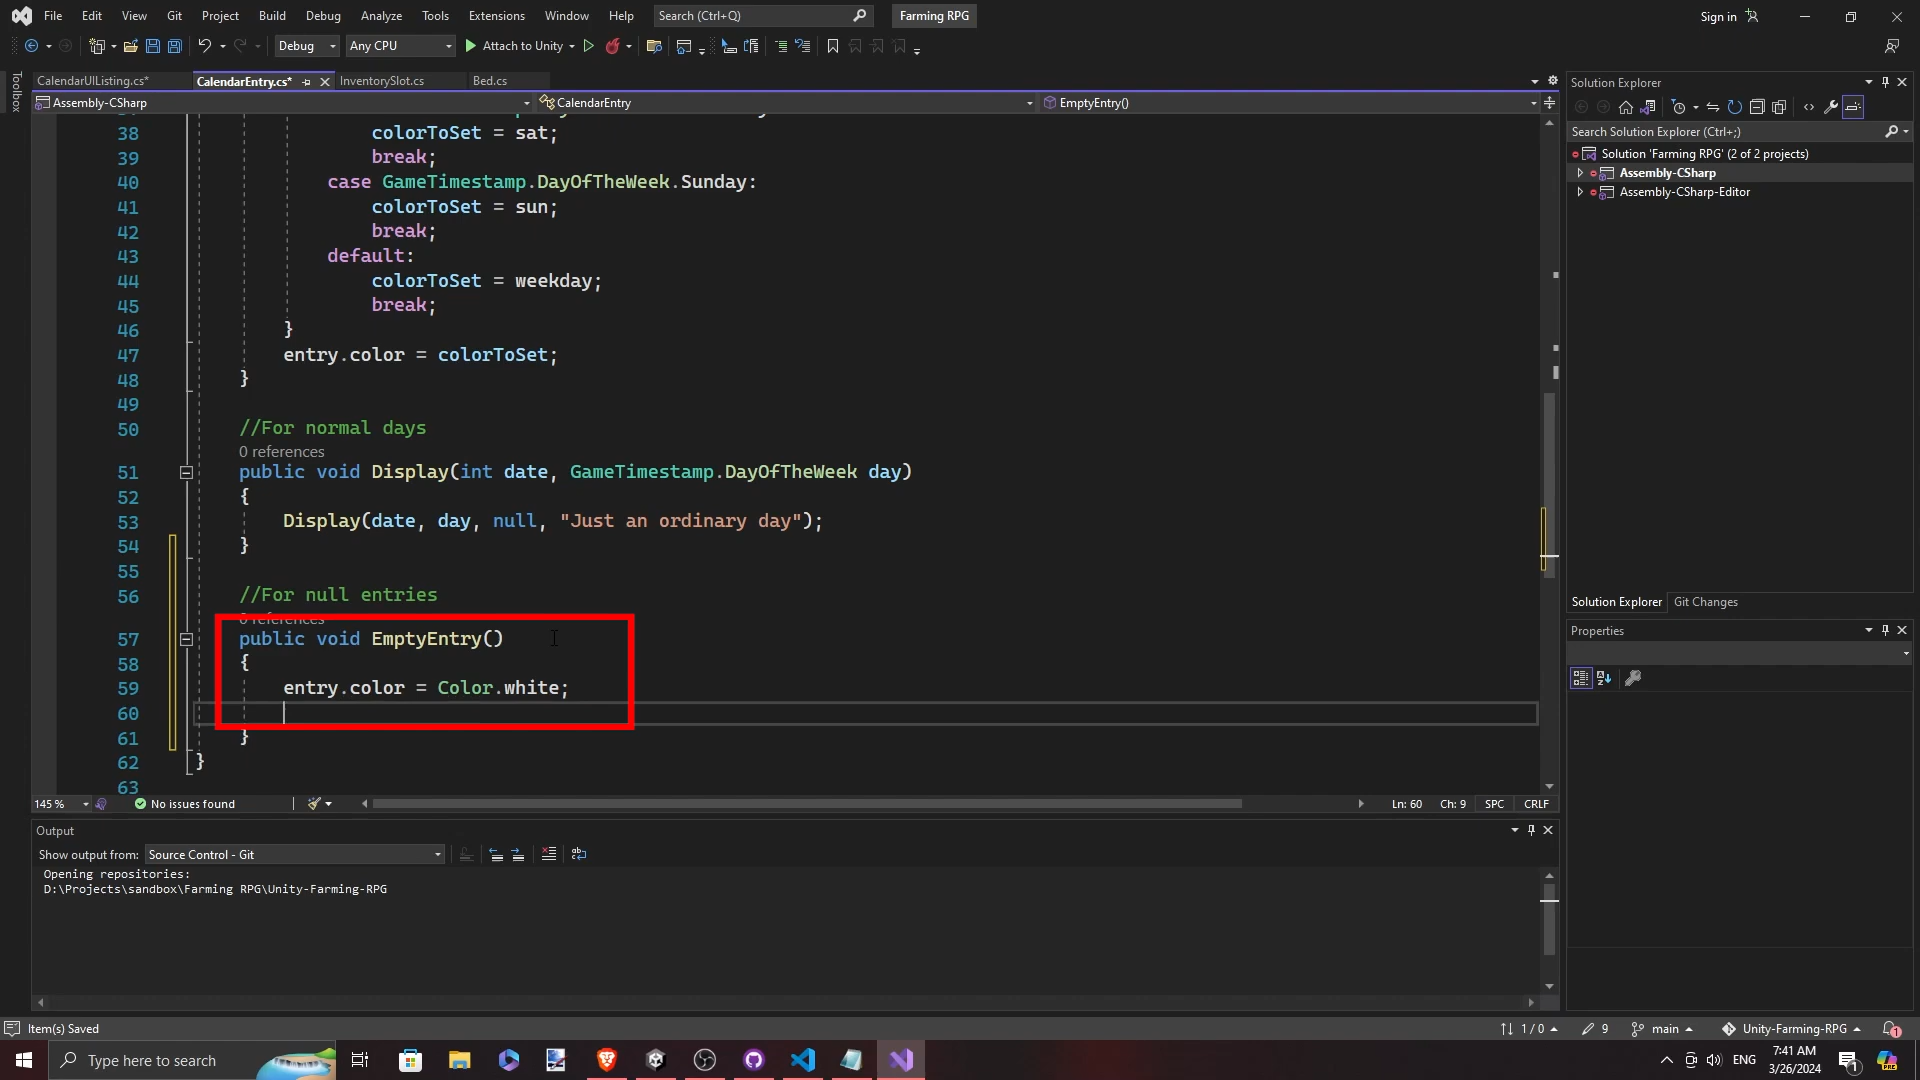 File Edit View Git Project Build Debug Analyze Tools Extensions Window Help Search (Ctrl+Q) Farming RPG Sign in
Debug Any CPU Attach to Unity
Toolbox
CalendarUIListing.cs* CalendarEntry.cs* InventorySlot.cs Bed.cs
Assembly-CSharp CalendarEntry EmptyEntry()
38 colorToSet = sat;
39 break;
40 case GameTimestamp.DayOfTheWeek.Sunday:
41 colorToSet = sun;
42 break;
43 default:
44 colorToSet = weekday;
45 break;
46 }
47 entry.color = colorToSet;
48 }
49
50 //For normal days
0 references
51 public void Display(int date, GameTimestamp.DayOfTheWeek day)
52 {
53 Display(date, day, null, "Just an ordinary day");
54 }
55
56 //For null entries
0 references
57 public void EmptyEntry()
58 {
59 entry.color = Color.white;
60
61 }
62 }
63
145 % No issues found Ln: 60 Ch: 9 SPC CRLF
Output
Show output from: Source Control - Git
Opening repositories:
D:\Projects\sandbox\Farming RPG\Unity-Farming-RPG
Solution Explorer
Search Solution Explorer (Ctrl+;)
Solution 'Farming RPG' (2 of 2 projects)
Assembly-CSharp
Assembly-CSharp-Editor
Solution Explorer Git Changes
Properties
Item(s) Saved 1 / 0 9 main Unity-Farming-RPG 1
Type here to search ENG 7:41 AM
3/26/2024 1